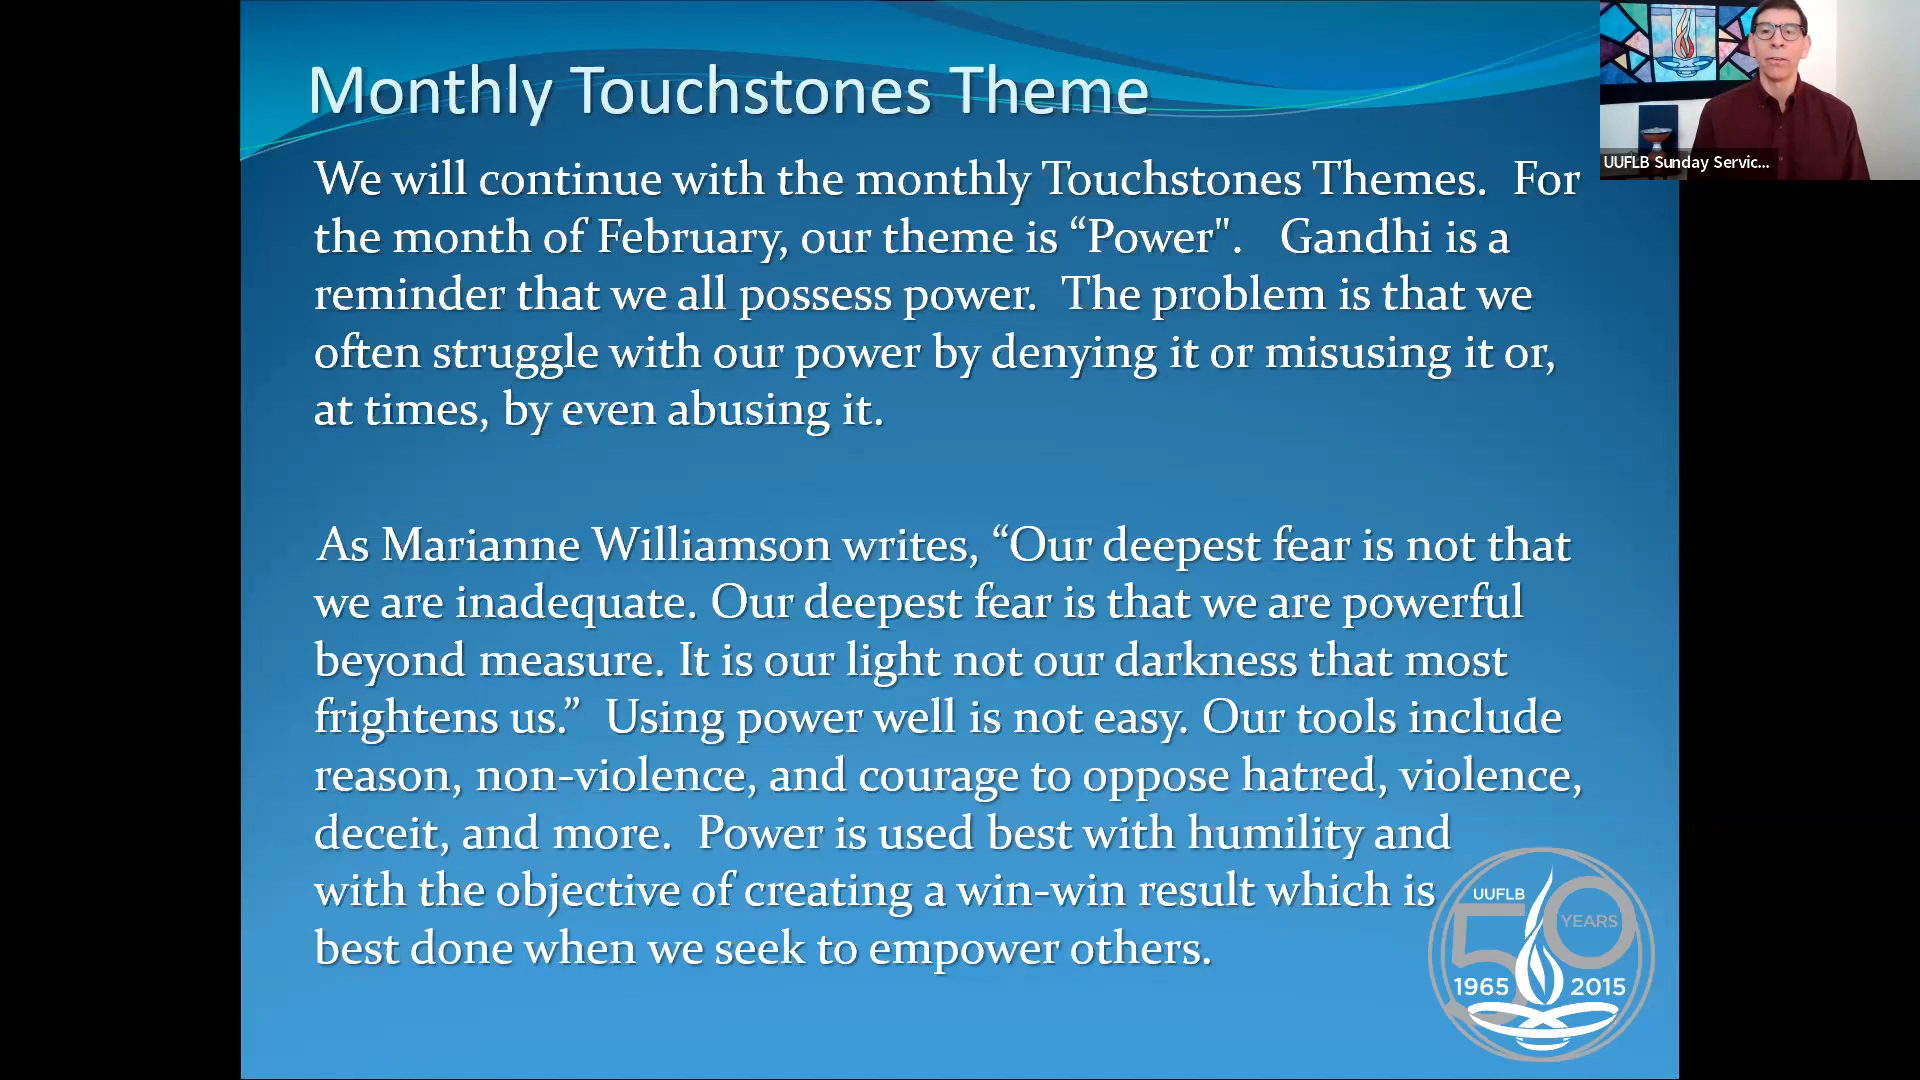 Monthly Touchstones Theme
We will continue with the monthly Touchstones Themes.  For
the month of February, our theme is “Power".   Gandhi is a
reminder that we all possess power.  The problem is that we
often struggle with our power by denying it or misusing it or,
at times, by even abusing it.
As Marianne Williamson writes, “Our deepest fear is not that
we are inadequate. Our deepest fear is that we are powerful
beyond measure. It is our light not our darkness that most
frightens us.”  Using power well is not easy. Our tools include
reason, non-violence, and courage to oppose hatred, violence,
deceit, and more.  Power is used best with humility and
with the objective of creating a win-win result which is
best done when we seek to empower others.
UUFLB Sunday Servic...
UUFLB
50
YEARS
1965 2015